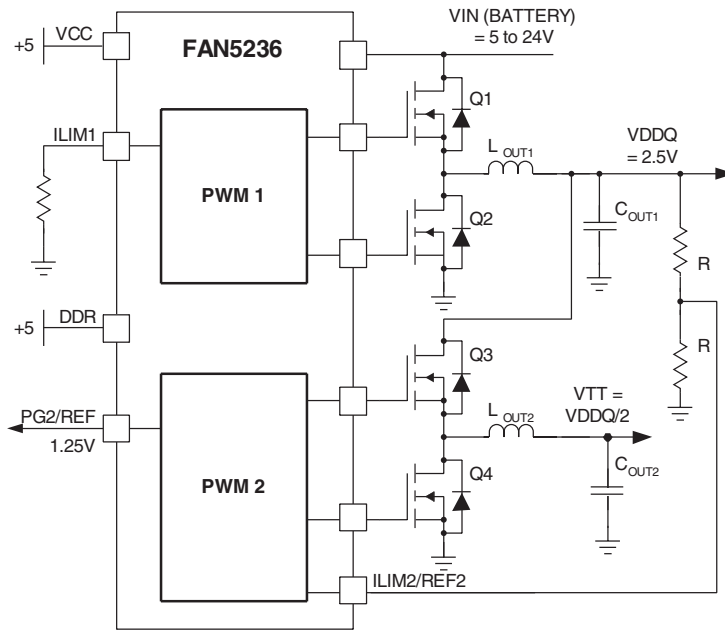 VIN (BATTERY)
= 5 to 24V
+5
VCC
FAN5236
Q1
ILIM1
L OUT1
VDDQ
= 2.5V
PWM 1
Q2
C OUT1
R
+5
DDR
Q3
R
PG2/REF
1.25V
L OUT2
VTT =
VDDQ/2
PWM 2
Q4
C OUT2
ILIM2/REF2